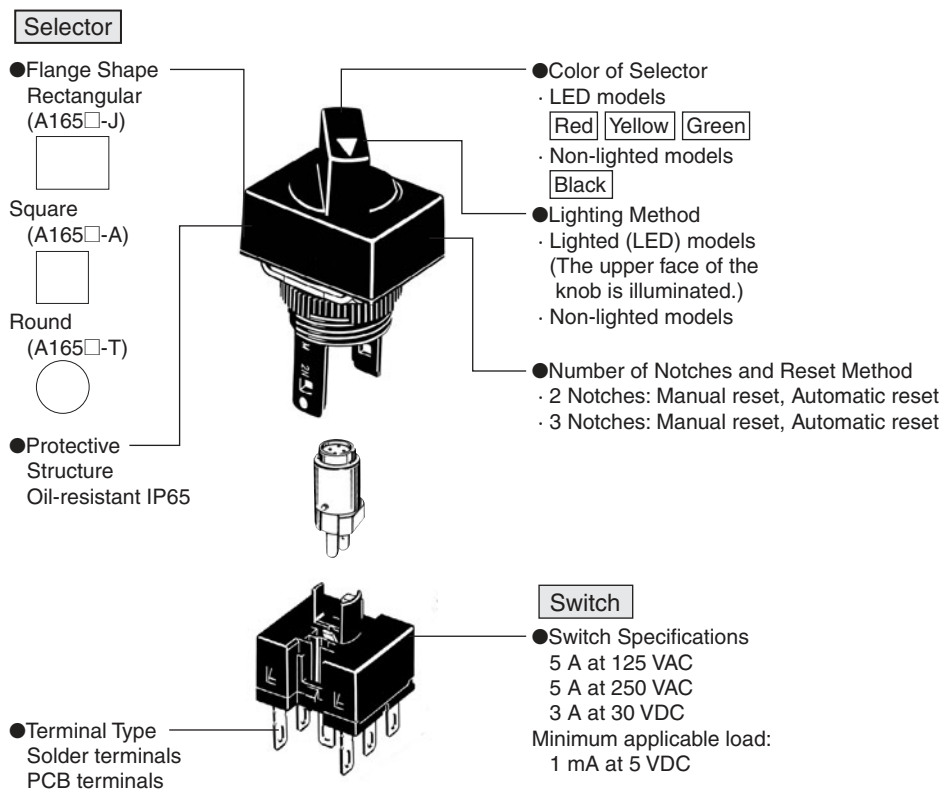 Selector
●Flange Shape
Rectangular
(A165□-J)
Square
(A165□-A)
Round
(A165□-T)
●Protective
Structure
Oil-resistant IP65
●Color of Selector
· LED models
Red Yellow Green
· Non-lighted models
Black
●Lighting Method
· Lighted (LED) models
(The upper face of the
knob is illuminated.)
· Non-lighted models
●Number of Notches and Reset Method
· 2 Notches: Manual reset, Automatic reset
· 3 Notches: Manual reset, Automatic reset
Switch
●Switch Specifications
5 A at 125 VAC
5 A at 250 VAC
3 A at 30 VDC
Minimum applicable load:
1 mA at 5 VDC
●Terminal Type
Solder terminals
PCB terminals